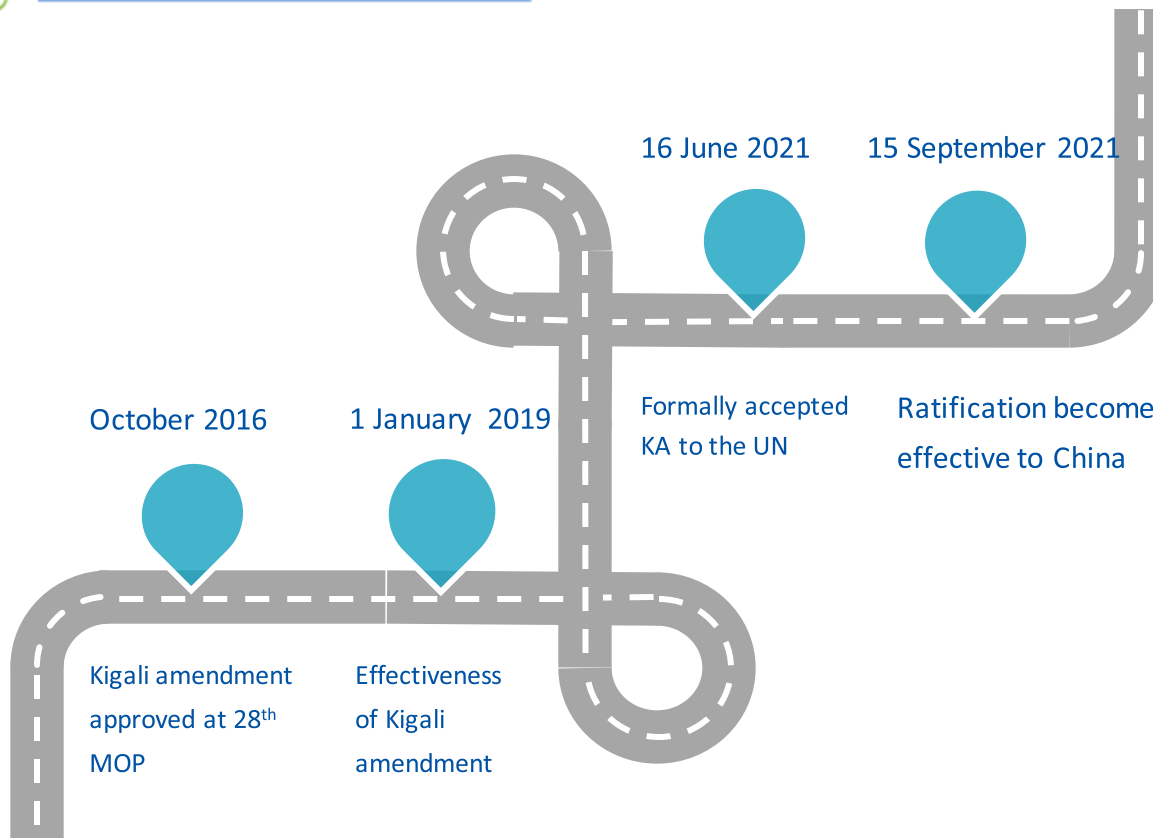 16 June 2021
15 September 2021
Formally accepted
KA to the UN
Ratification become
effective to China
October 2016
1 January 2019
Kigali amendment
approved at 28th
MOP
Effectiveness
of Kigali
amendment